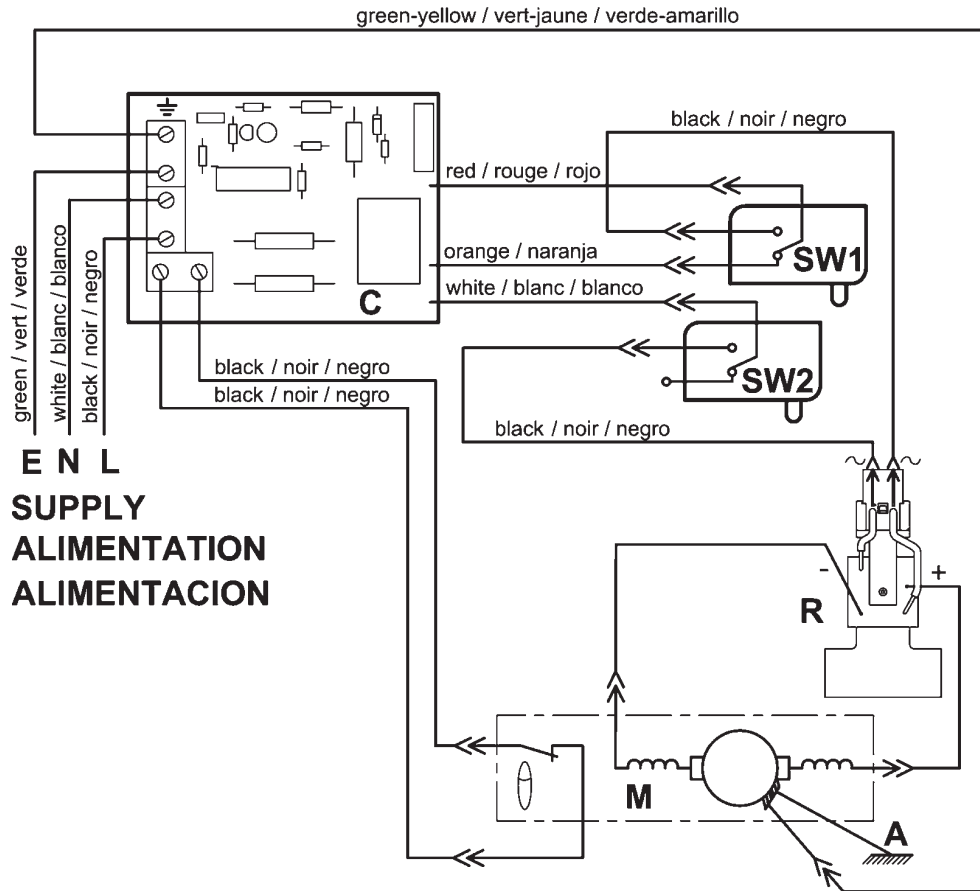 green-yellow / vert-jaune / verde-amarillo
black / noir / negro
red / rouge / rojo
SW1
orange / naranja
white / blanc / blanco
C
SW2
green / vert / verde
white / blanc / blanco
black / noir / negro
black / noir / negro
black / noir / negro
black / noir / negro
E N L
SUPPLY
ALIMENTATION
ALIMENTACION
~ ~
- +
R
M
A